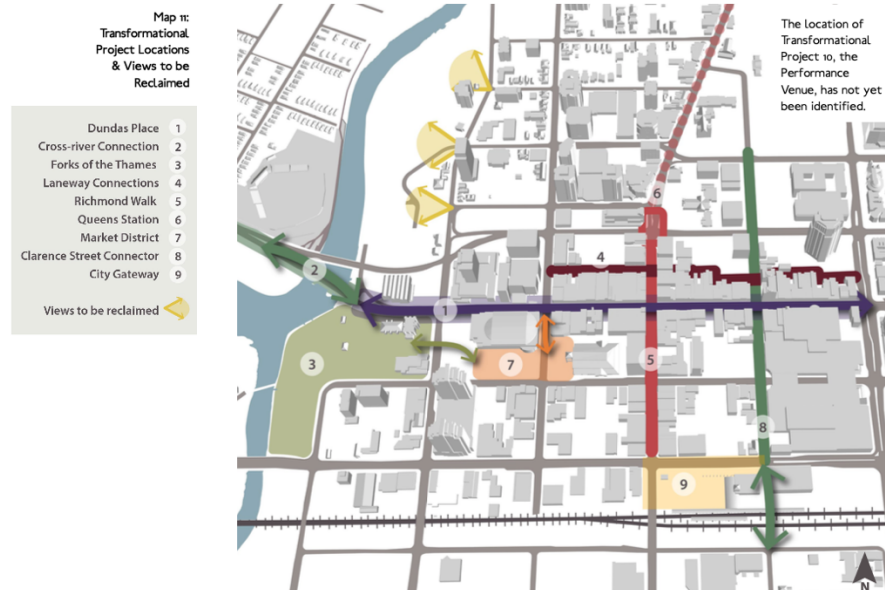 Map 11:
Transformational
Project Locations
& Views to be
Reclaimed
Dundas Place 1
Cross-river Connection 2
Forks of the Thames 3
Laneway Connections 4
Richmond Walk 5
Queens Station 6
Market District 7
Clarence Street Connector 8
City Gateway 9
Views to be reclaimed
The location of
Transformational
Project 10, the
Performance
Venue, has not yet
been identified.
6
4
2
1
3
7
5
8
9
N